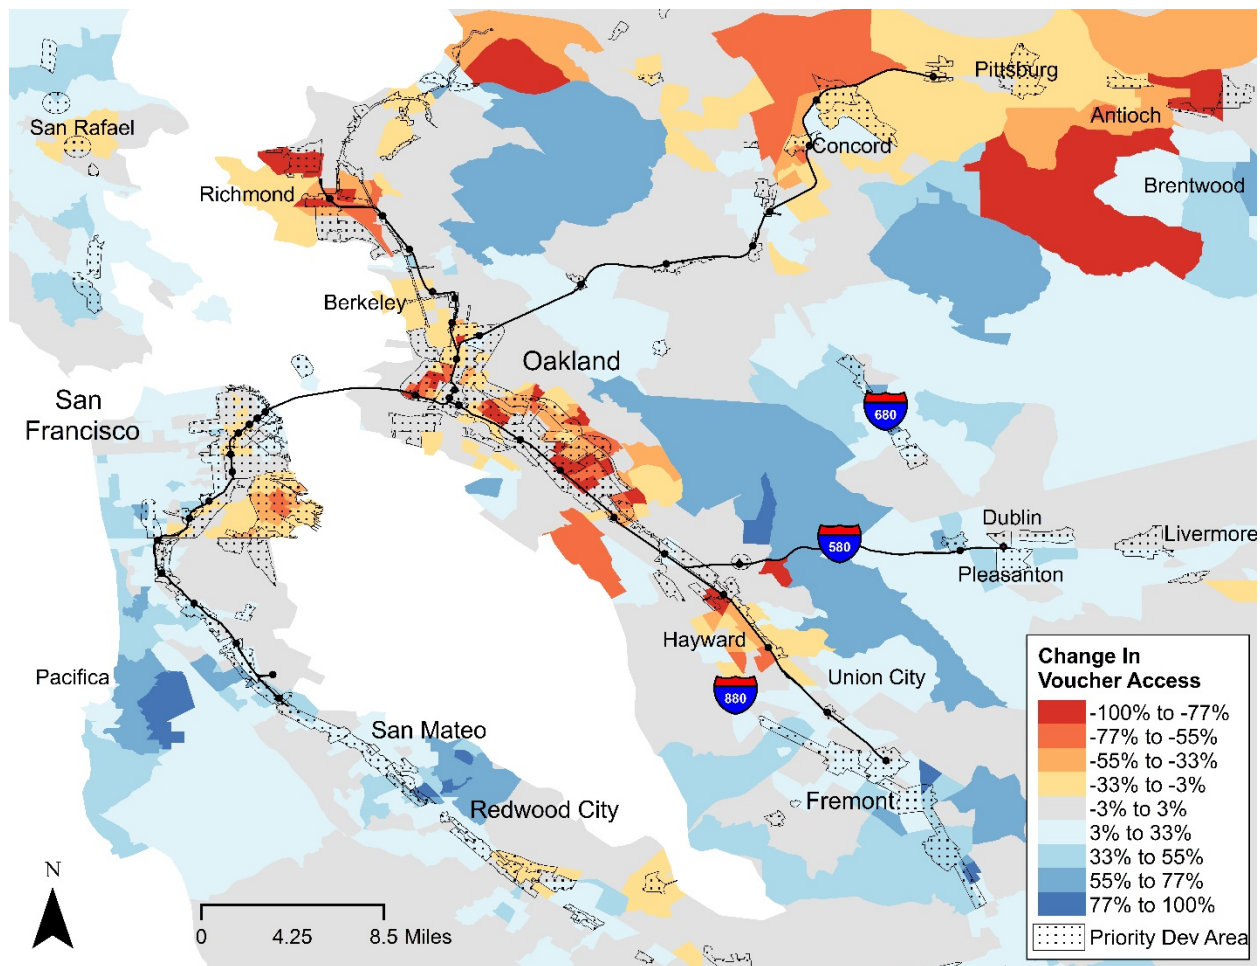 Pittsburg
San Rafael
Antioch
Concord
Richmond
Brentwood
Berkeley
Oakland
680
San
Francisco
Dublin
Livermore
580
Pleasanton
Hayward
Pacifica
Union City
880
San Mateo
Redwood City
Fremont
N
0 4.25 8.5 Miles
Change In
Voucher Access
-100% to -77%
-77% to -55%
-55% to -33%
-33% to -3%
-3% to 3%
3% to 33%
33% to 55%
55% to 77%
77% to 100%
Priority Dev Area